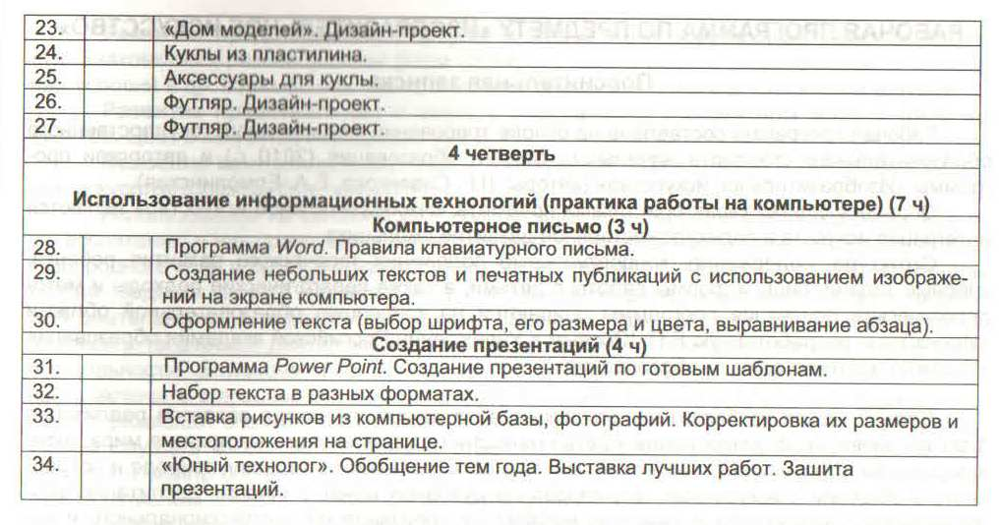 23. «Дом моделей». Дизайн-проект.
24. Куклы из пластилина.
25. Аксессуары для куклы.
26. Футляр. Дизайн-проект.
27. Футляр. Дизайн-проект.
4 четверть
Использование информационных технологий (практика работы на компьютере) (7 ч)
Компьютерное письмо (3 ч)
28. Программа Word. Правила клавиатурного письма.
29. Создание небольших текстов и печатных публикаций с использованием изображе-
ний на экране компьютера.
30. Оформление текста (выбор шрифта, его размера и цвета, выравнивание абзаца).
Создание презентаций (4 ч)
31. Программа Power Point. Создание презентаций по готовым шаблонам.
32. Набор текста в разных форматах.
33. Вставка рисунков из компьютерной базы, фотографий. Корректировка их размеров и
местоположения на странице.
34. «Юный технолог». Обобщение тем года. Выставка лучших работ. Зашита
презентаций.